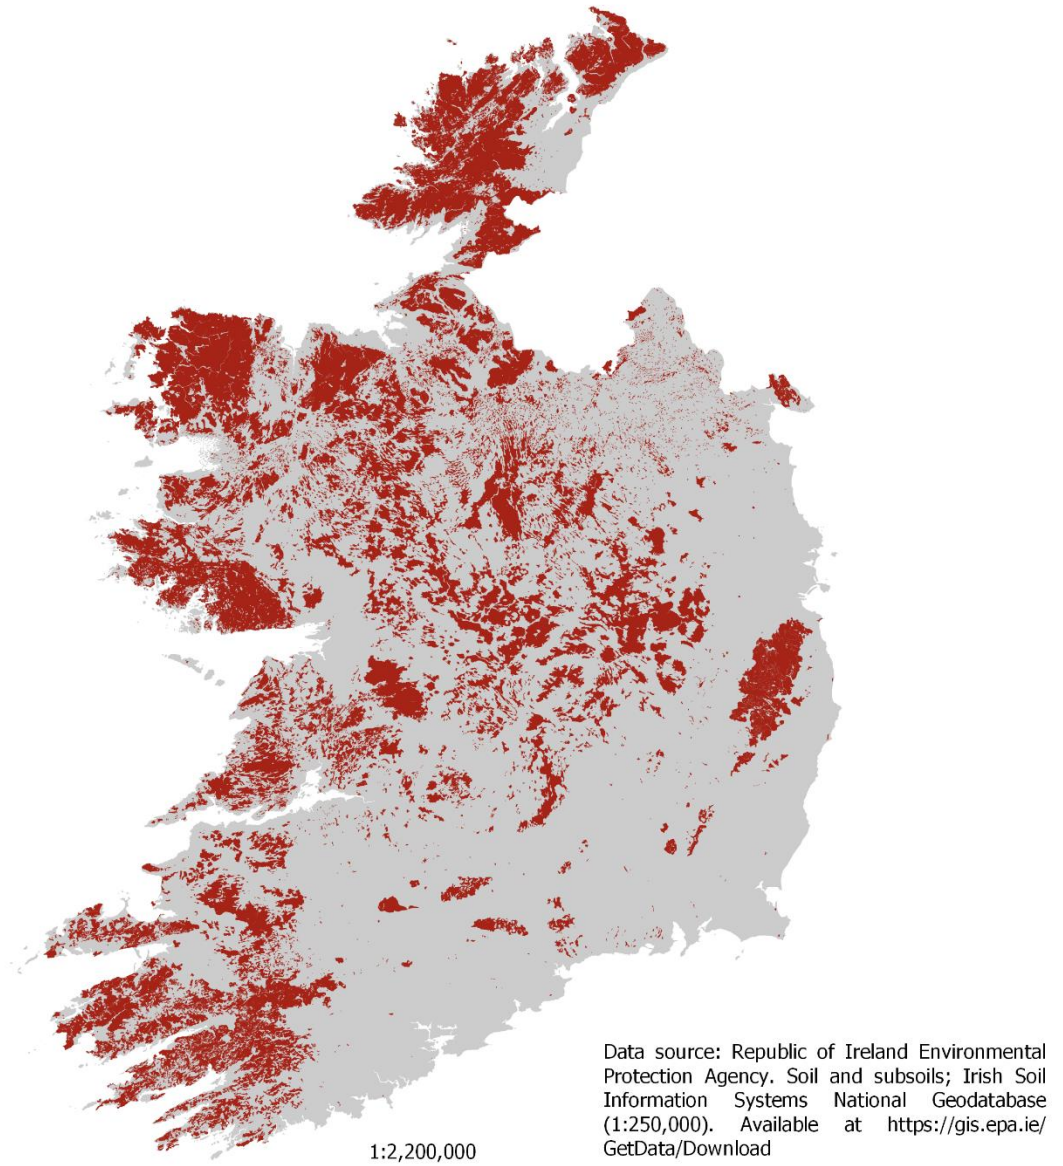 Data source: Republic of Ireland Environmental
Protection Agency. Soil and subsoils; Irish Soil
Information Systems National Geodatabase
(1:250,000). Available at https://gis.epa.ie/
GetData/Download
1:2,200,000